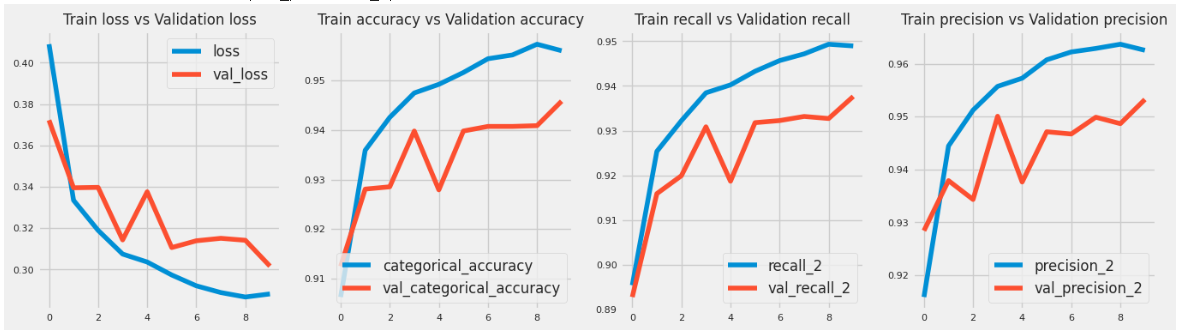 Train loss vs Validation loss
loss
val_loss
0.40
0.38
0.36
0.34
0.32
0.30
0 2 4 6 8
Train accuracy vs Validation accuracy
0.95
0.94
0.93
0.92
0.91
categorical_accuracy
val_categorical_accuracy
0 2 4 6 8
Train recall vs Validation recall
0.95
0.94
0.93
0.92
0.91
0.90
0.89
recall_2
val_recall_2
0 2 4 6 8
Train precision vs Validation precision
0.96
0.95
0.94
0.93
0.92
precision_2
val_precision_2
0 2 4 6 8